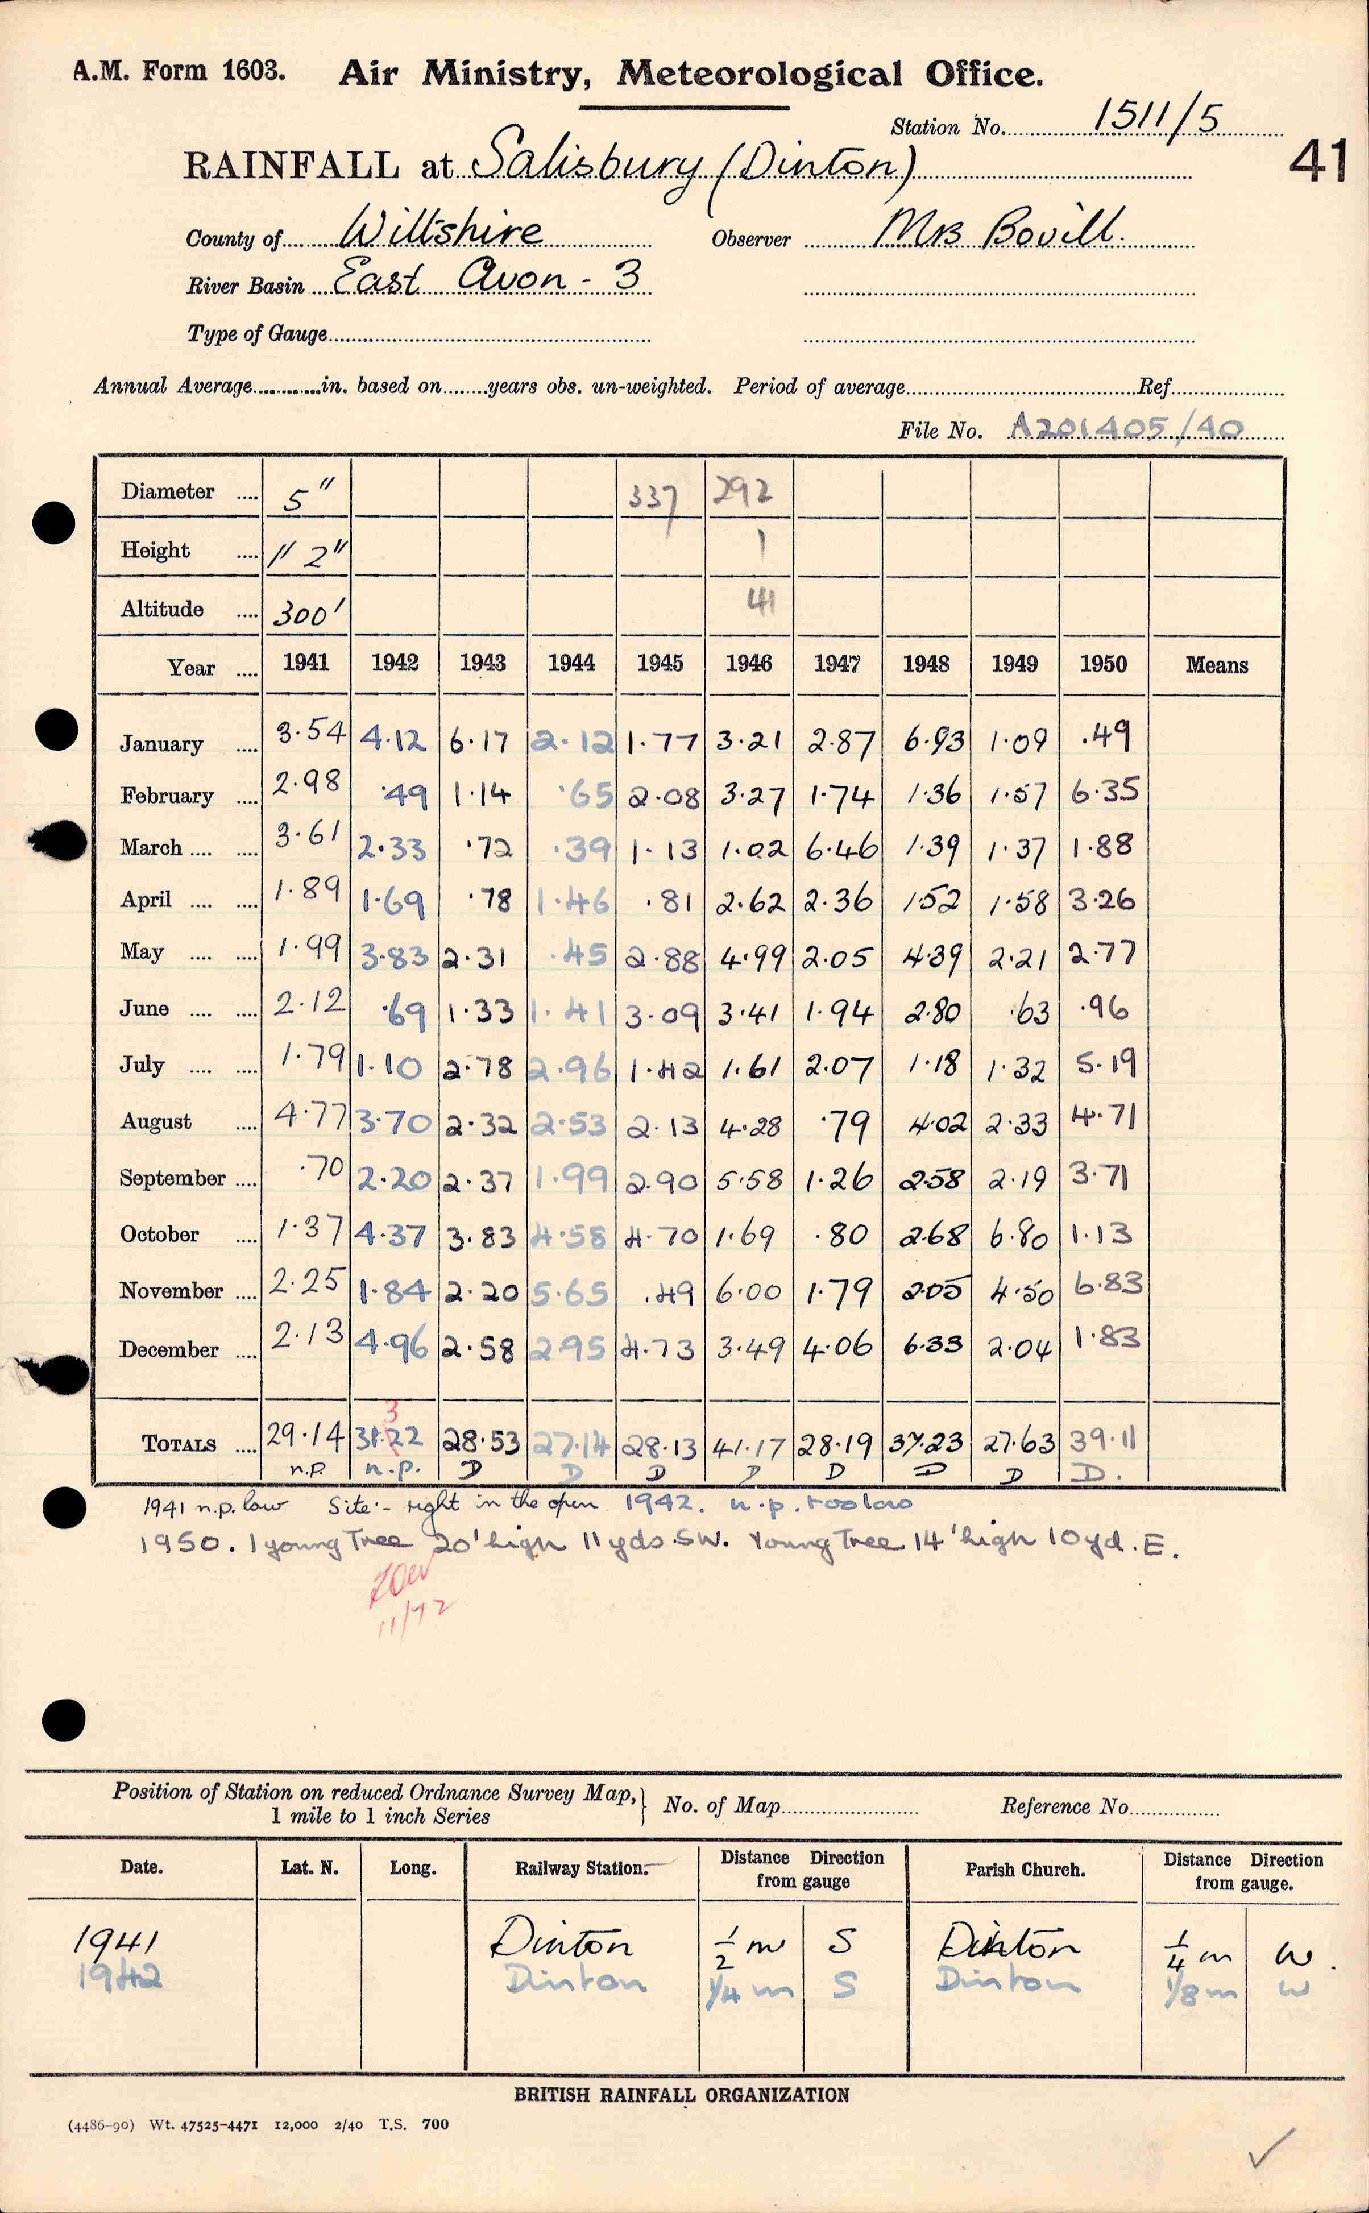 A.M. Form 1603. Air Ministry, Meteorological Office.
Station No. 1511/5
41
RAINFALL at Salisbury (Dinton)
County of Wiltshire Observer Mrs Bovill.
River Basin East Avon - 3
Type of Gauge
Annual Average in. based on years obs. un-weighted. Period of average Ref.
File No. A201405/40
Diameter 5" 337 292
Height 1' 2" 1
Altitude 300' 41
Year 1941 1942 1943 1944 1945 1946 1947 1948 1949 1950 Means
January 3.54 4.12 6.17 2.12 1.77 3.21 2.87 6.93 1.09 .49
February 2.98 .49 1.14 .65 2.08 3.27 1.74 1.36 1.57 6.35
March 3.61 2.33 .72 .39 1.13 1.02 6.46 1.39 1.37 1.88
April 1.89 1.69 .78 1.46 .81 2.62 2.36 1.52 1.58 3.26
May 1.99 3.83 2.31 .45 2.88 4.99 2.05 4.39 2.21 2.77
June 2.12 .69 1.33 1.41 3.09 3.41 1.94 2.80 .63 .96
July 1.79 1.10 2.78 2.96 1.42 1.61 2.07 1.18 1.32 5.19
August 4.77 3.70 2.32 2.53 2.13 4.28 .79 4.02 2.33 4.71
September .70 2.20 2.37 1.99 2.90 5.58 1.26 2.58 2.19 3.71
October 1.37 4.37 3.83 4.58 4.70 1.69 .80 2.68 6.80 1.13
November 2.25 1.84 2.20 5.65 .49 6.00 1.79 2.05 4.50 6.83
December 2.13 4.96 2.58 2.95 4.73 3.49 4.06 6.33 2.04 1.83
3
TOTALS 29.14 31.22 28.53 27.14 28.13 41.17 28.19 37.23 27.63 39.11
n.p. n.p. D D D D D D D D.
1941 n.p. low Site:- right in the open 1942. n.p. too low
1950. 1 young Tree 20' high 11 yds SW. Young Tree 14' high 10 yd. E.
11/72
Position of Station on reduced Ordnance Survey Map, 1 mile to 1 inch Series } No. of Map Reference No.
Date. Lat. N. Long. Railway Station. Distance Direction from gauge Parish Church. Distance Direction from gauge.
1941 Dinton 1/2 m S Dinton 1/4 m W.
1942 Dinton 1/4 m S Dinton 1/8 m W
BRITISH RAINFALL ORGANIZATION
(4486-90) Wt. 47525-4471 12,000 2/40 T.S. 700